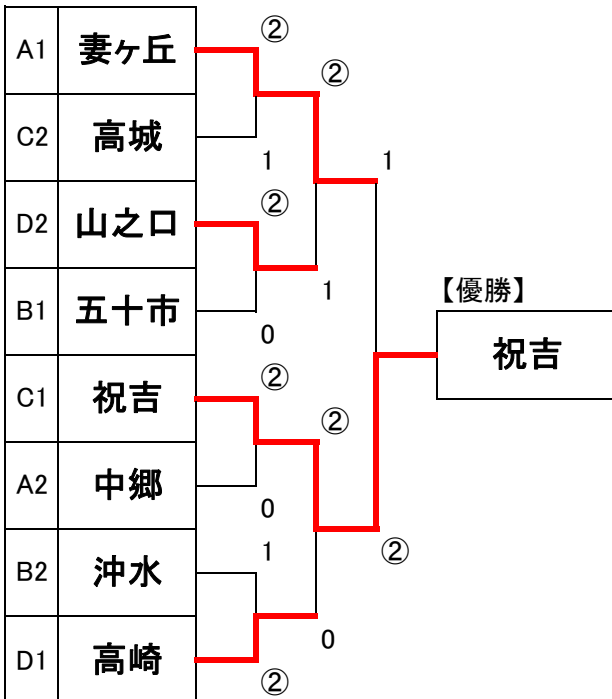 A1 妻ヶ丘 ②
②
C2 高城
1 1
D2 山之口 ②
1 【優勝】
B1 五十市 0
祝吉
C1 祝吉 ②
②
A2 中郷
0
1 ②
B2 沖水
0
D1 高崎 ②